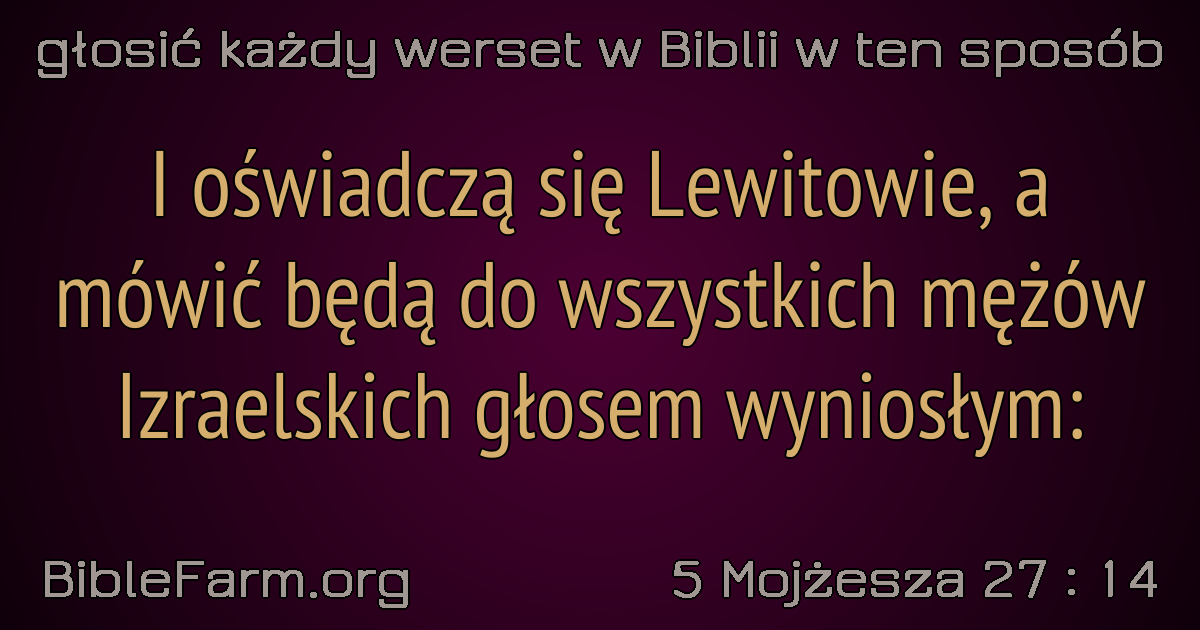 głosić każdy werset w Biblii w ten sposób
I oświadczą się Lewitowie, a
mówić będą do wszystkich mężów
Izraelskich głosem wyniosłym:
BibleFarm.org
5 Mojżesza 27 : 14